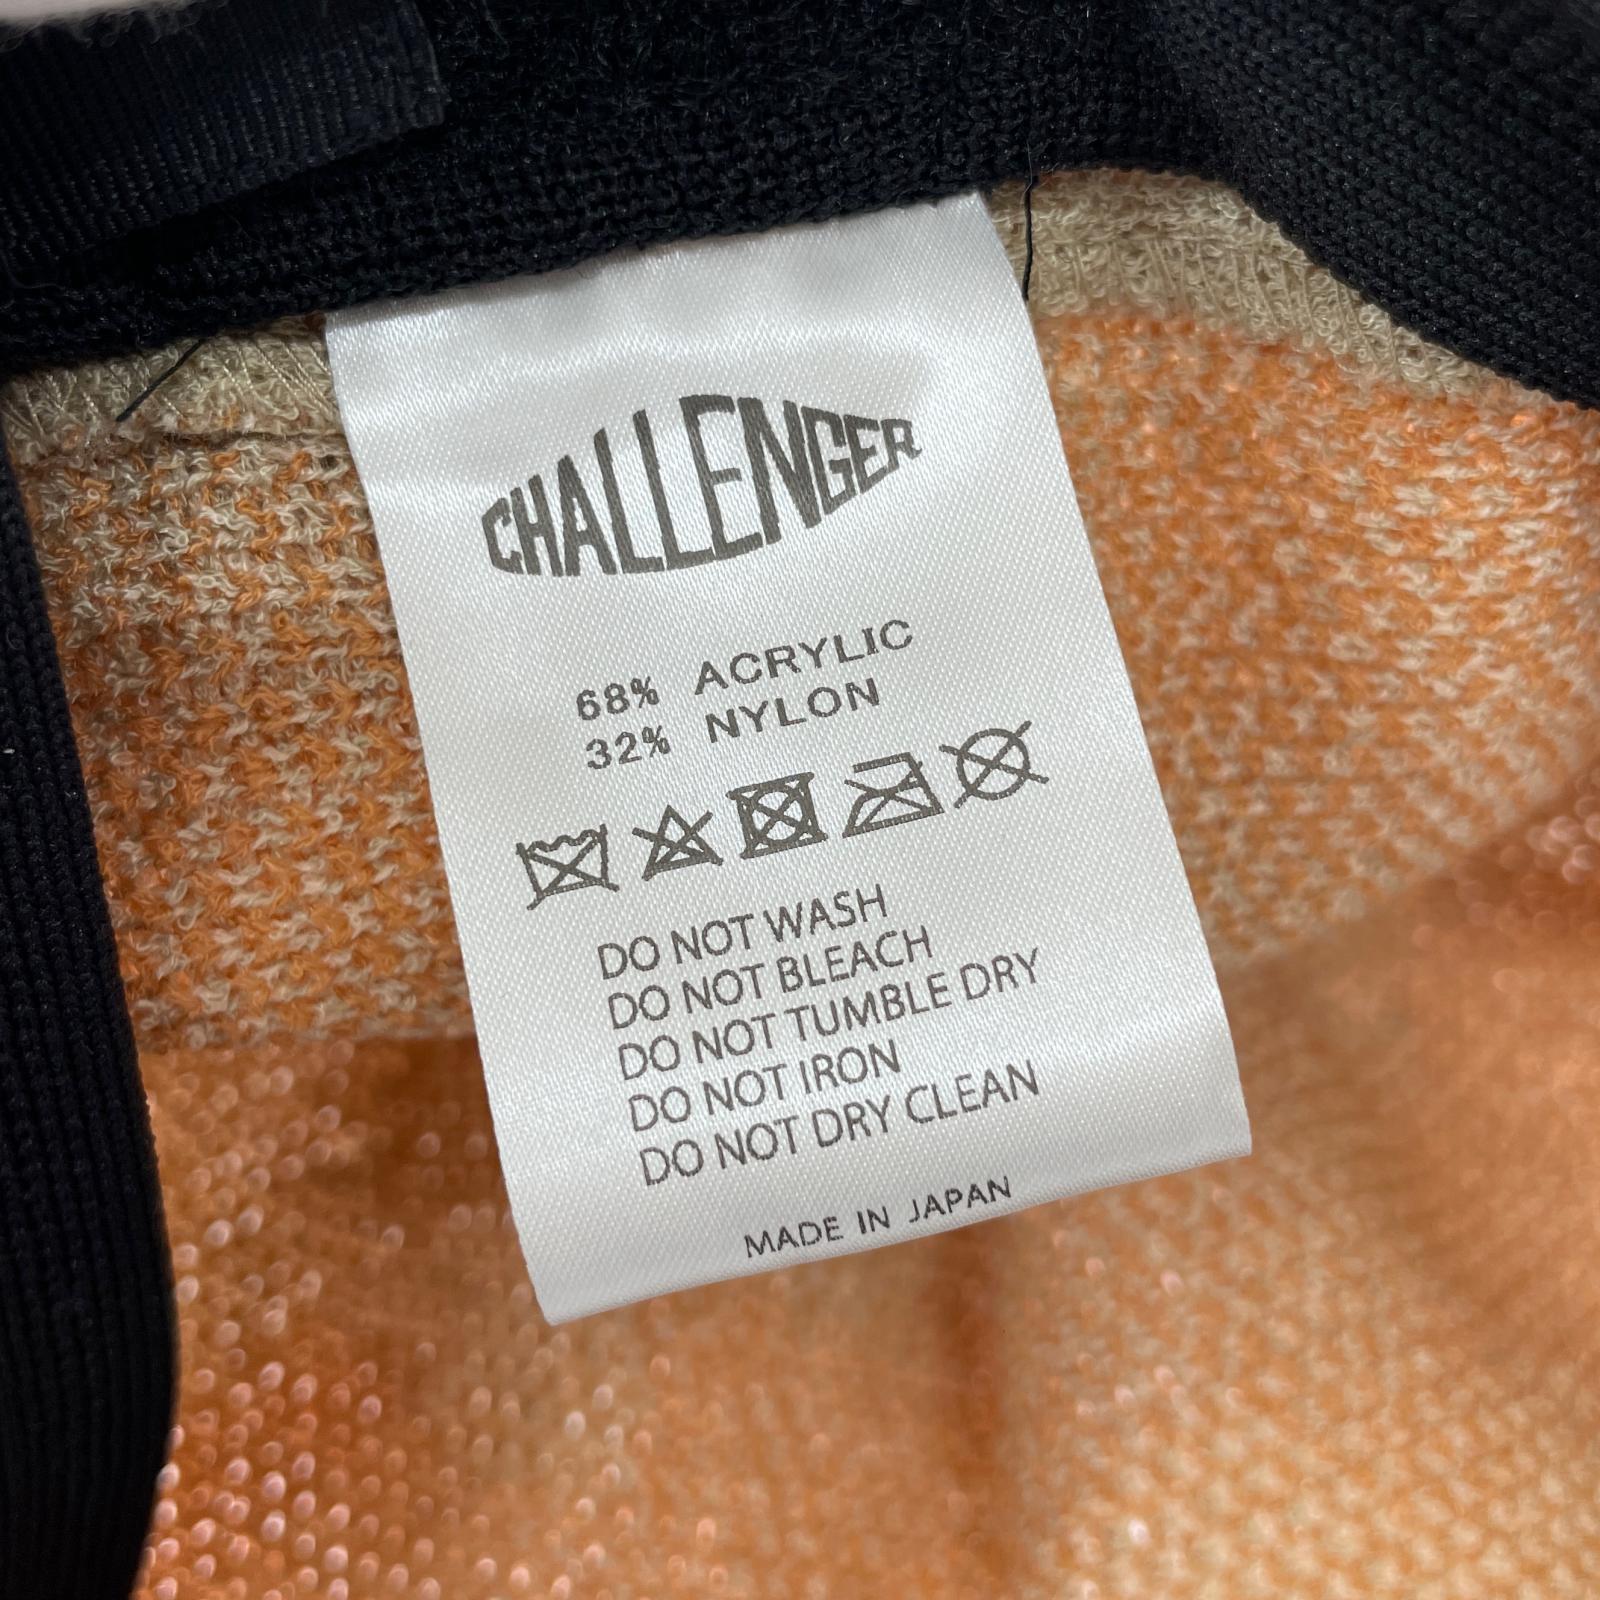 CHALLENGER
68% ACRYLIC
32% NYLON
DO NOT WASH
DO NOT BLEACH
DO NOT TUMBLE DRY
DO NOT IRON
DO NOT DRY CLEAN
MADE IN JAPAN